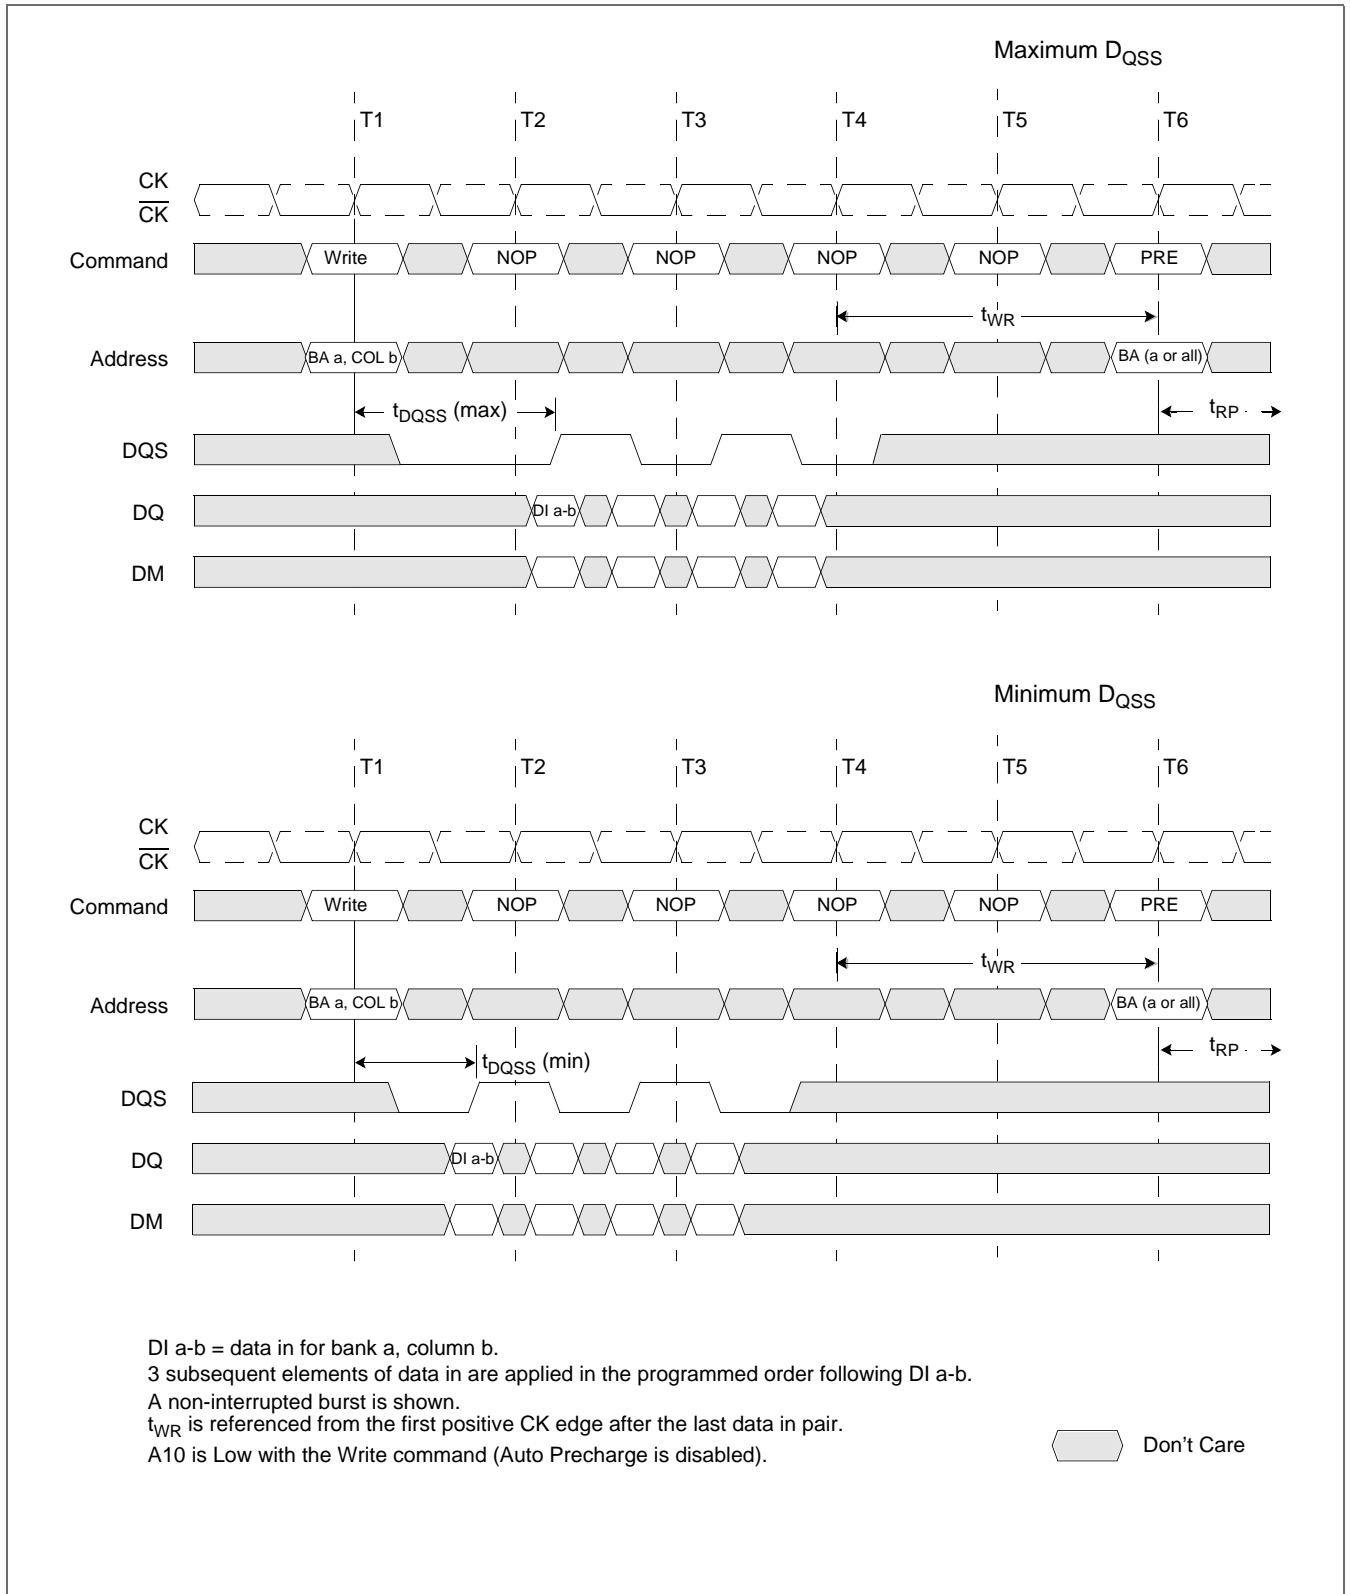 Maximum DQSS
T1 T2 T3 T4 T5 T6
CK
CK
Command Write NOP NOP NOP NOP PRE
tWR
Address BA a, COL b BA (a or all)
tDQSS (max) tRP
DQS
DQ DI a-b
DM
Minimum DQSS
T1 T2 T3 T4 T5 T6
CK
CK
Command Write NOP NOP NOP NOP PRE
tWR
Address BA a, COL b BA (a or all)
tDQSS (min) tRP
DQS
DQ DI a-b
DM
DI a-b = data in for bank a, column b.
3 subsequent elements of data in are applied in the programmed order following DI a-b.
A non-interrupted burst is shown.
tWR is referenced from the first positive CK edge after the last data in pair.
A10 is Low with the Write command (Auto Precharge is disabled).
Don't Care